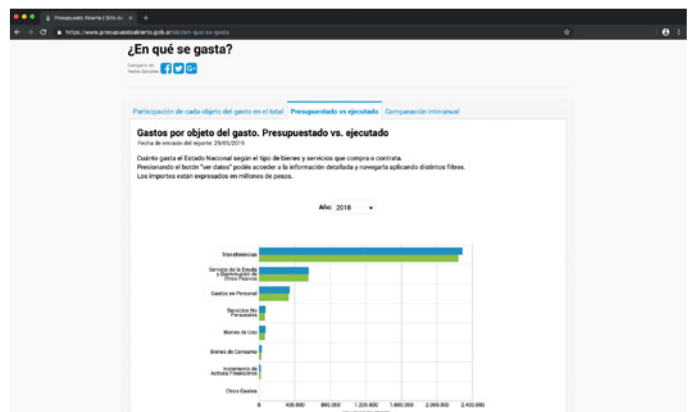 Presupuesto Abierto | Sitio de
https://www.presupuestoabierto.gob.ar/sici/en-que-se-gasta
¿En qué se gasta?
Compartir en
Redes Sociales
Participación de cada objeto del gasto en el total Presupuestado vs ejecutado Comparación interanual
Gastos por objeto del gasto. Presupuestado vs. ejecutado
Fecha de emisión del reporte: 29/05/2019
Cuánto gasta el Estado Nacional según el tipo de bienes y servicios que compra o contrata.
Presionando el botón "ver datos" podés acceder a la información detallada y navegarla aplicando distintos filtros.
Los importes están expresados en millones de pesos.
Año: 2018
Transferencias
Servicio de la Deuda
y Disminución de
Otros Pasivos
Gastos en Personal
Servicios No
Personales
Bienes de Uso
Bienes de Consumo
Incremento de
Activos Financieros
Otros Gastos
0 400.000 800.000 1.200.000 1.600.000 2.000.000 2.400.000